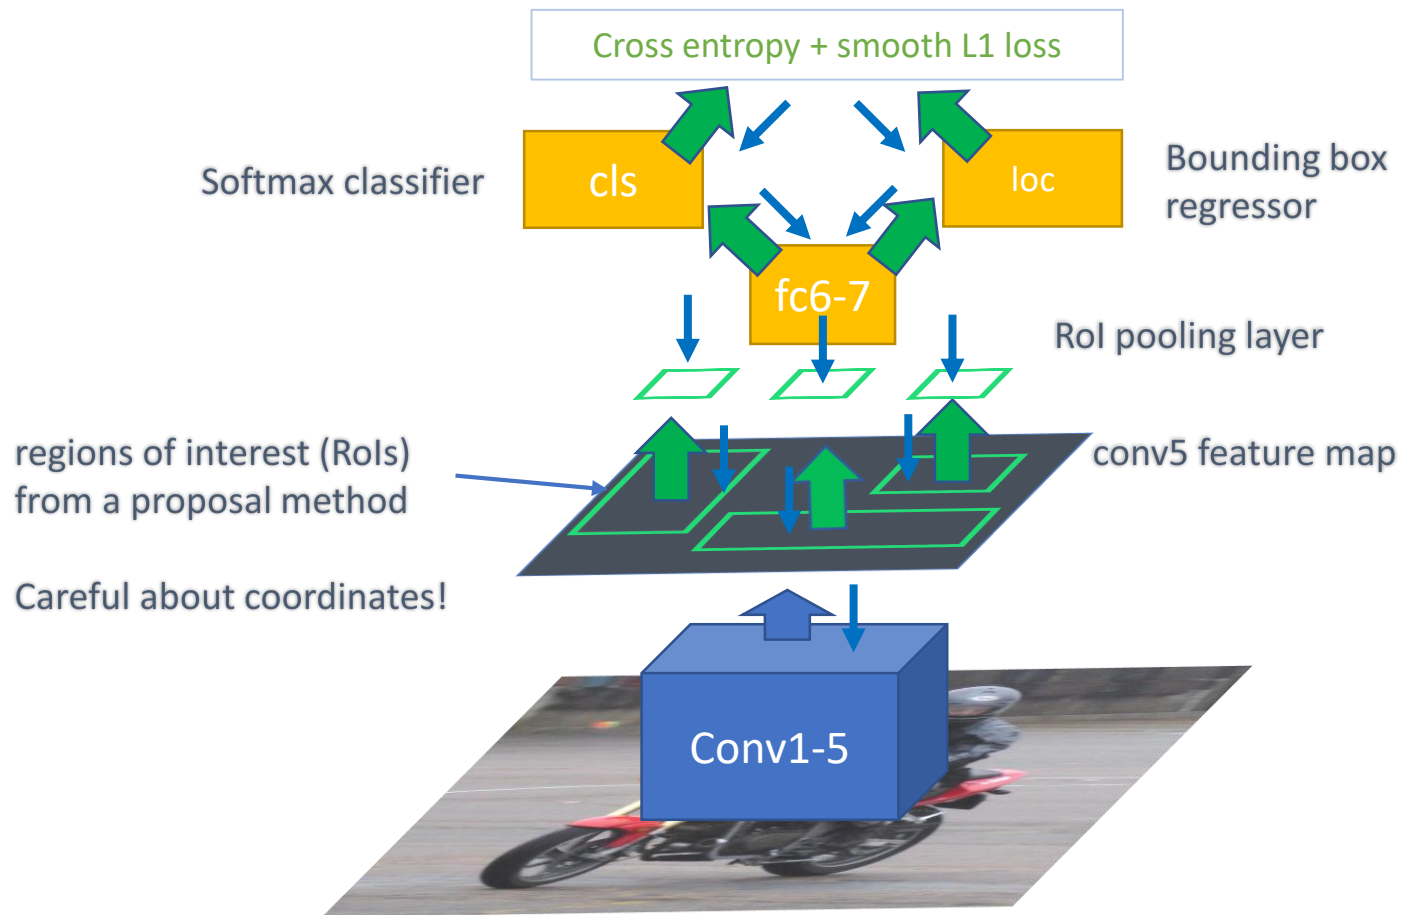 Cross entropy + smooth L1 loss
Softmax classifier
cls
loc
Bounding box
regressor
fc6-7
RoI pooling layer
regions of interest (RoIs)
from a proposal method
conv5 feature map
Careful about coordinates!
Conv1-5